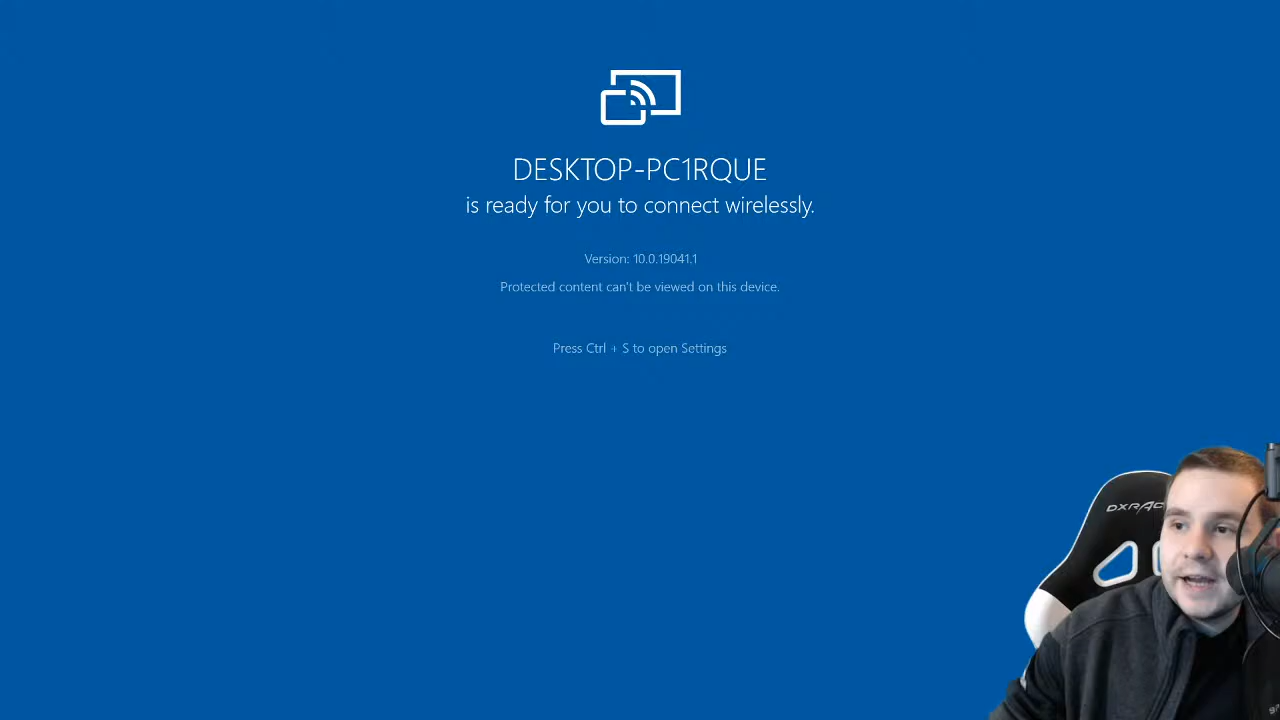 DESKTOP-PC1RQUE
is ready for you to connect wirelessly.
Version: 10.0.19041.1
Protected content can't be viewed on this device.
Press Ctrl + S to open Settings